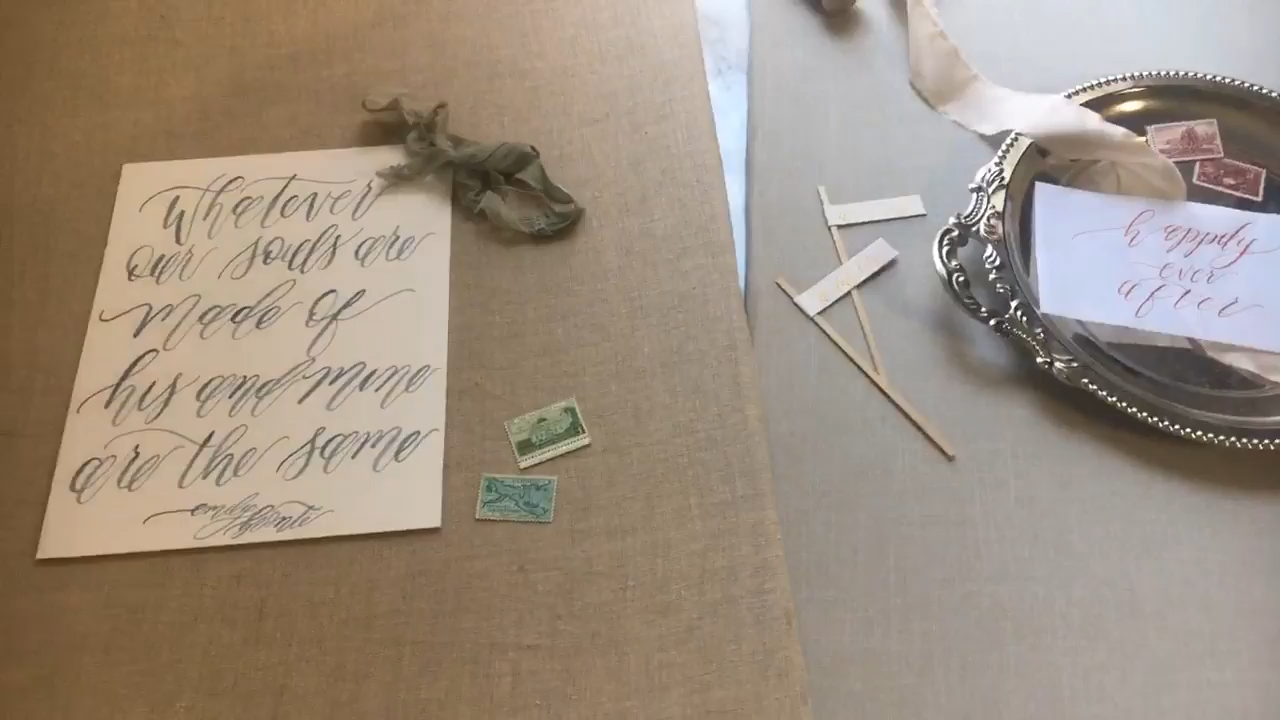 Whatever
our souls are
made of
his and mine
are the same
emily bronte
happily
ever
after